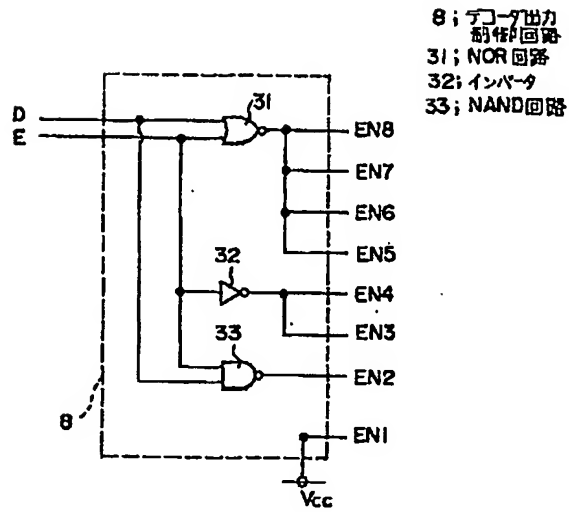 8；デコーダ出力
制御回路
31；NOR回路
32；インバータ
33；NAND回路
D
E
31
EN8
EN7
EN6
EN5
32
EN4
EN3
33
EN2
8
EN1
Vcc